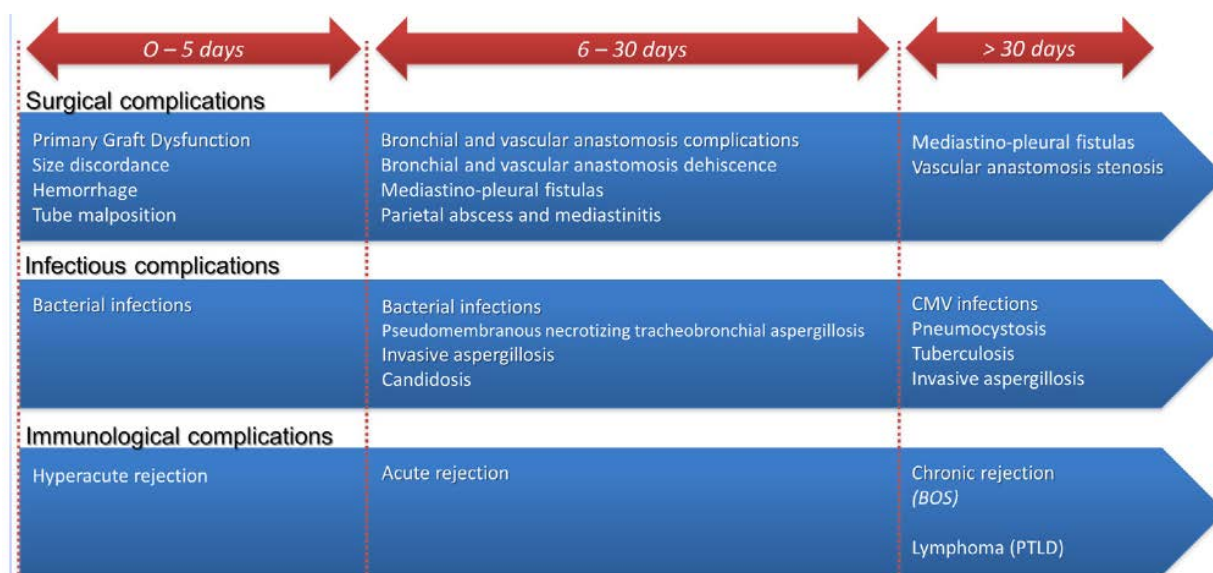 O – 5 days
6 – 30 days
> 30 days
Surgical complications
Primary Graft Dysfunction
Size discordance
Hemorrhage
Tube malposition
Bronchial and vascular anastomosis complications
Bronchial and vascular anastomosis dehiscence
Mediastino-pleural fistulas
Parietal abscess and mediastinitis
Mediastino-pleural fistulas
Vascular anastomosis stenosis
Infectious complications
Bacterial infections
Bacterial infections
Pseudomembranous necrotizing tracheobronchial aspergillosis
Invasive aspergillosis
Candidosis
CMV infections
Pneumocystosis
Tuberculosis
Invasive aspergillosis
Immunological complications
Hyperacute rejection
Acute rejection
Chronic rejection
(BOS)
Lymphoma (PTLD)